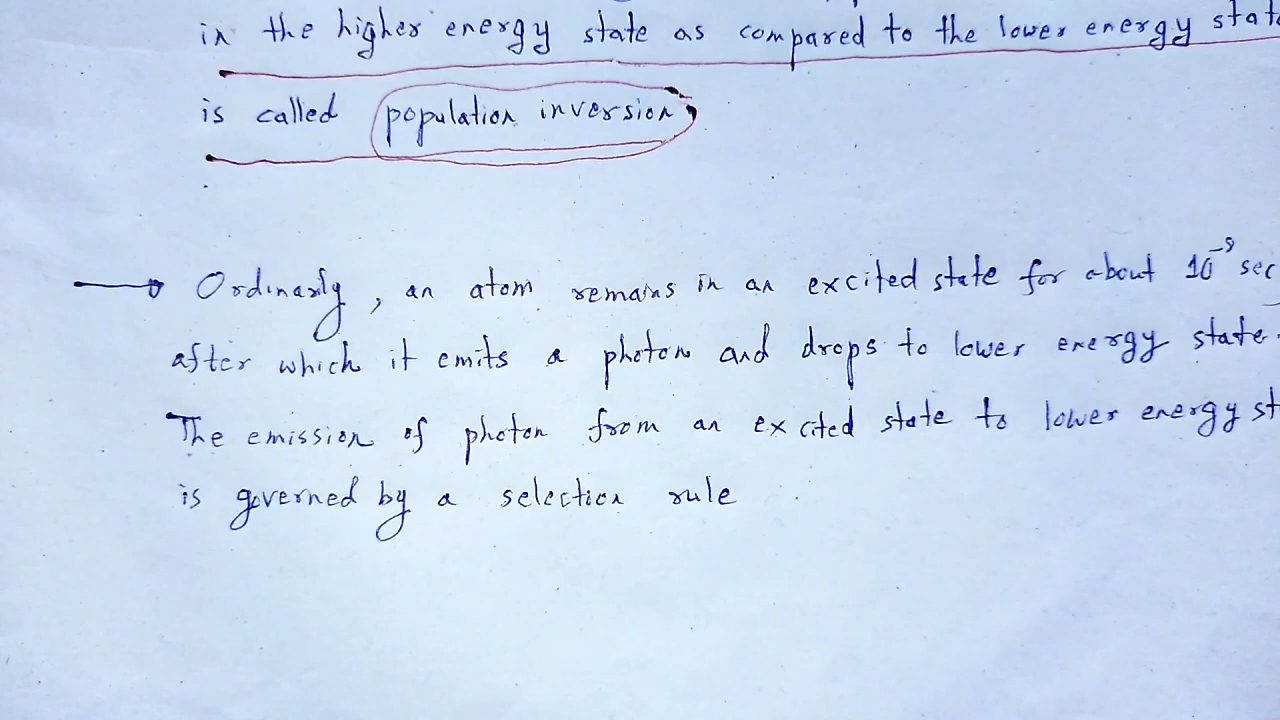 in the higher energy state as compared to the lower energy state
is called population inversion
Ordinarily, an atom remains in an excited state for about 10⁻⁹ sec
after which it emits a photon and drops to lower energy state.
The emission of photon from an excited state to lower energy st
is governed by a selection rule